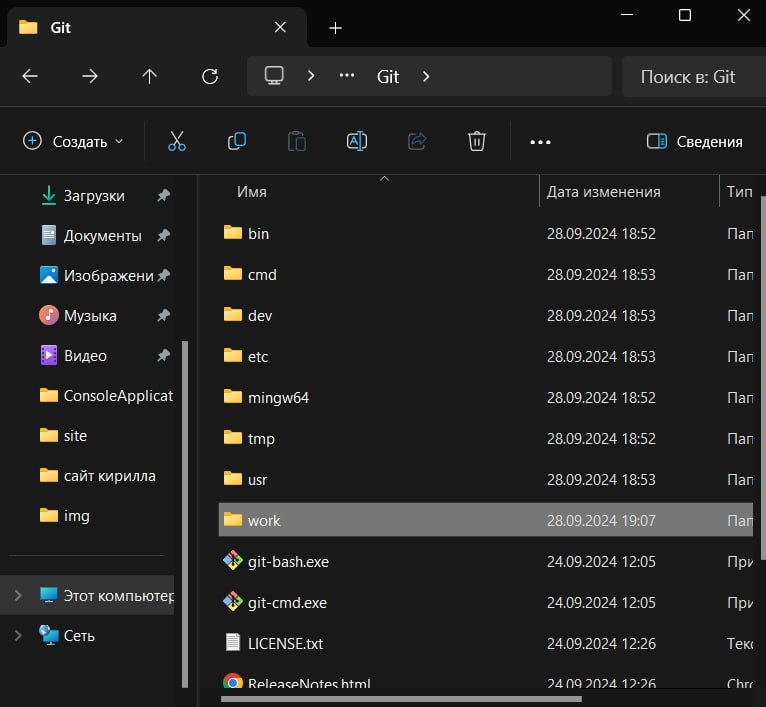 Git
Git
Поиск в: Git
Создать
Сведения
Загрузки
Документы
Изображени
Музыка
Видео
ConsoleApplicat
site
сайт кирилла
img
Этот компьютер
Сеть
Имя Дата изменения Тип
bin 28.09.2024 18:52 Пап
cmd 28.09.2024 18:53 Пап
dev 28.09.2024 18:53 Пап
etc 28.09.2024 18:53 Пап
mingw64 28.09.2024 18:52 Пап
tmp 28.09.2024 18:52 Пап
usr 28.09.2024 18:53 Пап
work 28.09.2024 19:07 Пап
git-bash.exe 24.09.2024 12:05 При
git-cmd.exe 24.09.2024 12:05 При
LICENSE.txt 24.09.2024 12:26 Текс
ReleaseNotes.html 24.09.2024 12:26 Chro